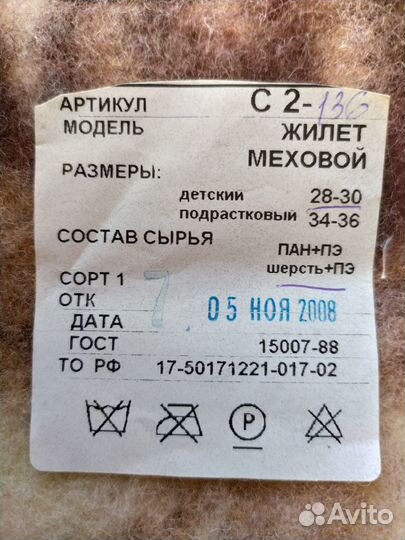 АРТИКУЛ С 2-136
МОДЕЛЬ ЖИЛЕТ
МЕХОВОЙ
РАЗМЕРЫ:
детский 28-30
подрастковый 34-36
СОСТАВ СЫРЬЯ
ПАН+ПЭ
шерсть+ПЭ
СОРТ 1
ОТК 7
ДАТА 05 НОЯ 2008
ГОСТ 15007-88
ТО РФ 17-50171221-017-02
P
Avito